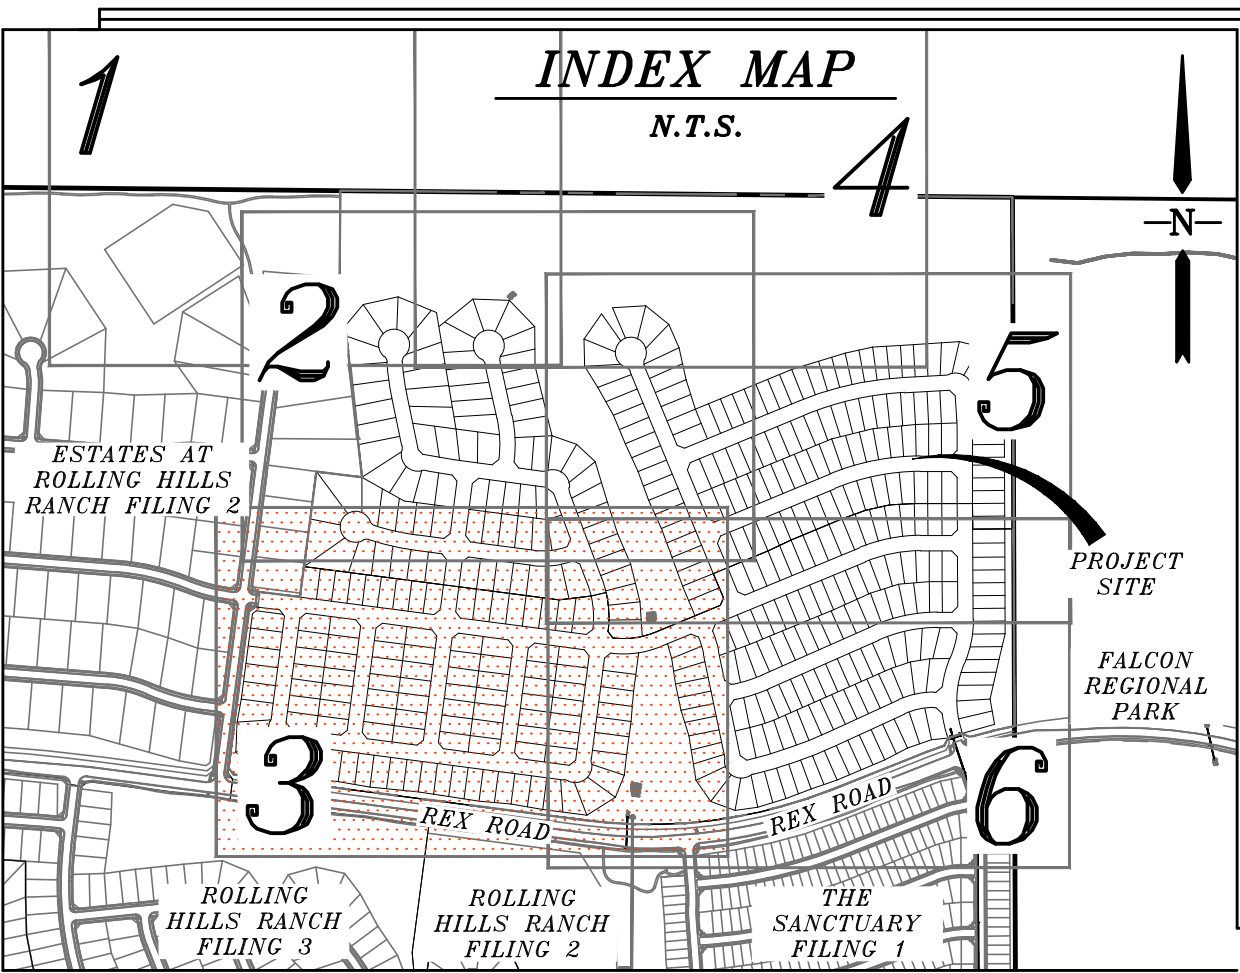 INDEX MAP
N.T.S.
1
4
N
2
5
ESTATES AT
ROLLING HILLS
RANCH FILING 2
PROJECT
SITE
FALCON
REGIONAL
PARK
3
6
REX ROAD
REX ROAD
ROLLING
HILLS RANCH
FILING 3
ROLLING
HILLS RANCH
FILING 2
THE
SANCTUARY
FILING 1